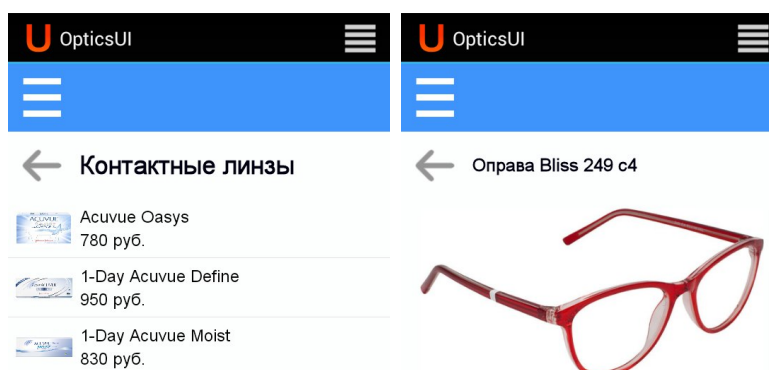 OpticsUI
Контактные линзы
Acuvue Oasys
780 руб.
1-Day Acuvue Define
950 руб.
1-Day Acuvue Moist
830 руб.
OpticsUI
Оправа Bliss 249 c4